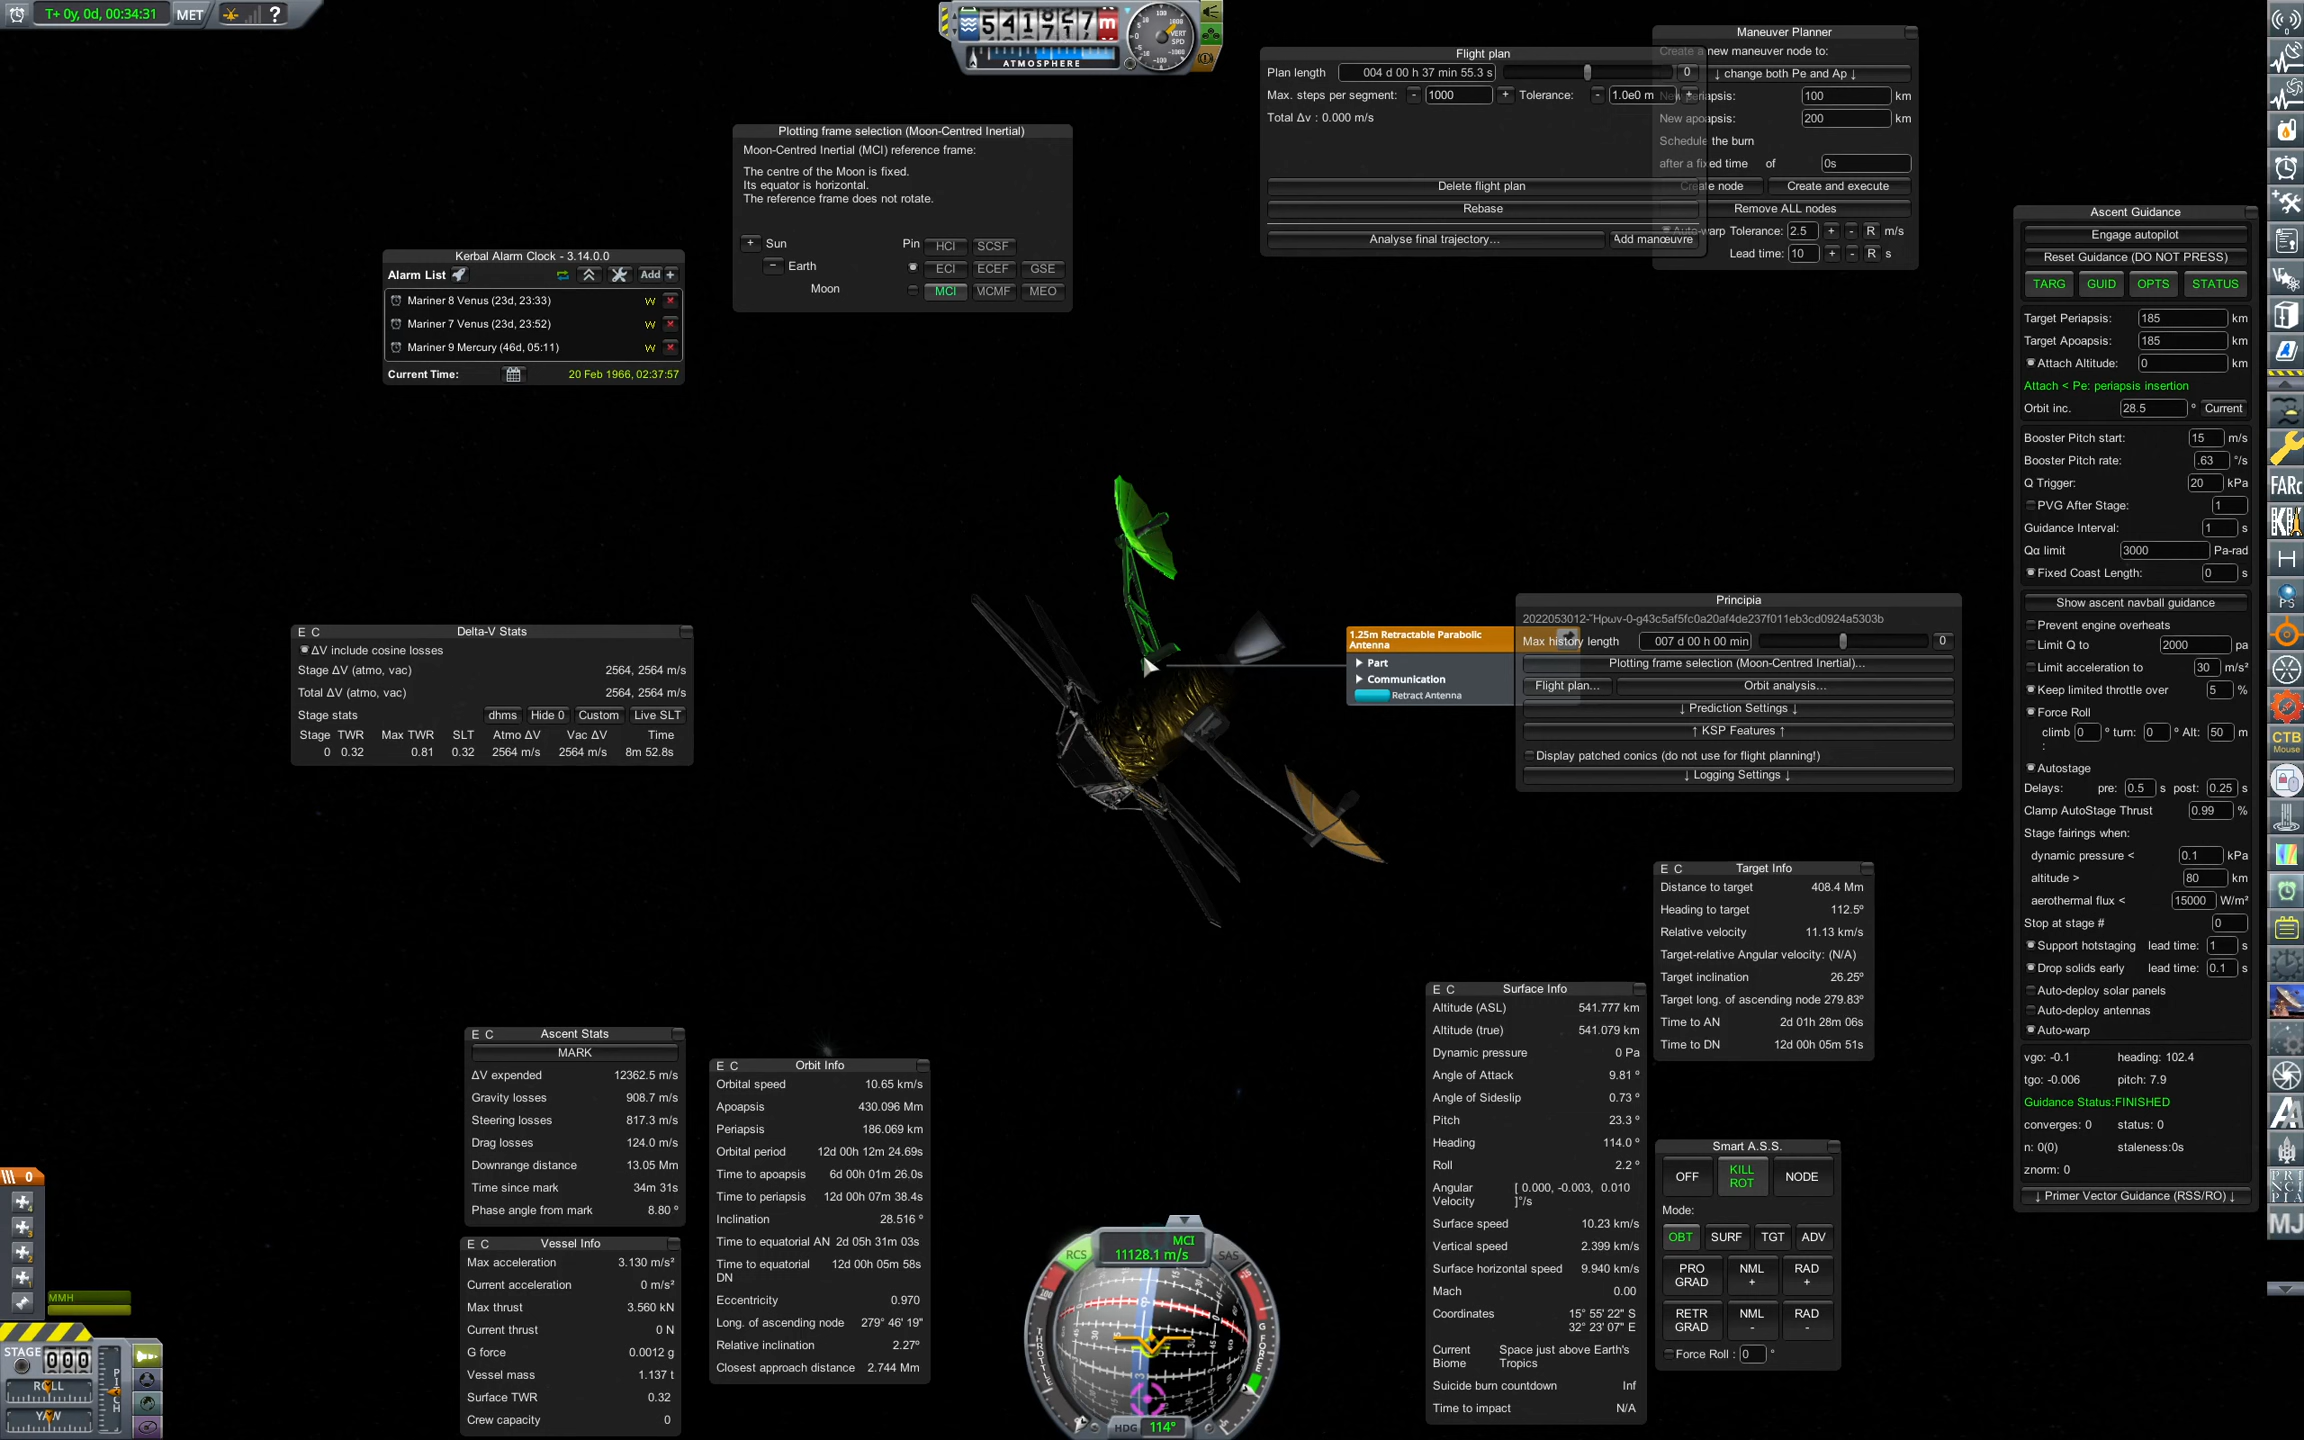 T+ 0y, 0d, 00:34:31 MET ?
ATMOSPHERE
VERT SPD
Flight plan
Plan length 004 d 00 h 37 min 55.3 s 0
Max. steps per segment: - 1000 + Tolerance: - 1.0e0 m +
Total Δv : 0.000 m/s
Delete flight plan
Rebase
Analyse final trajectory... Add manœuvre
Maneuver Planner
Create a new maneuver node to:
↓ change both Pe and Ap ↓
New periapsis: 100 km
New apoapsis: 200 km
Schedule the burn
after a fixed time of 0s
Create node Create and execute
Remove ALL nodes
Auto-warp Tolerance: 2.5 + - R m/s
Lead time: 10 + - R s
Plotting frame selection (Moon-Centred Inertial)
Moon-Centred Inertial (MCI) reference frame:
The centre of the Moon is fixed.
Its equator is horizontal.
The reference frame does not rotate.
+ Sun Pin HCI SCSF
− Earth ECI ECEF GSE
Moon MCI MCMF MEO
Kerbal Alarm Clock - 3.14.0.0
Alarm List Add +
Mariner 8 Venus (23d, 23:33)
Mariner 7 Venus (23d, 23:52)
Mariner 9 Mercury (46d, 05:11)
Current Time: 20 Feb 1966, 02:37:57
Ascent Guidance
Engage autopilot
Reset Guidance (DO NOT PRESS)
TARG GUID OPTS STATUS
Target Periapsis: 185 km
Target Apoapsis: 185 km
Attach Altitude: 0 km
Attach < Pe: periapsis insertion
Orbit inc. 28.5 º Current
Booster Pitch start: 15 m/s
Booster Pitch rate: .63 °/s
Q Trigger: 20 kPa
PVG After Stage: 1
Guidance Interval: 1 s
Qα limit 3000 Pa-rad
Fixed Coast Length: 0 s
Show ascent navball guidance
Prevent engine overheats
Limit Q to 2000 pa
Limit acceleration to 30 m/s²
Keep limited throttle over 5 %
Force Roll
climb 0 º turn: 0 º Alt: 50 m
:
Autostage
Delays: pre: 0.5 s post: 0.25 s
Clamp AutoStage Thrust 0.99 %
Stage fairings when:
dynamic pressure < 0.1 kPa
altitude > 80 km
aerothermal flux < 15000 W/m²
Stop at stage # 0
Support hotstaging lead time: 1 s
Drop solids early lead time: 0.1 s
Auto-deploy solar panels
Auto-deploy antennas
Auto-warp
vgo: -0.1 heading: 102.4
tgo: -0.006 pitch: 7.9
Guidance Status:FINISHED
converges: 0 status: 0
n: 0(0) staleness:0s
znorm: 0
↓ Primer Vector Guidance (RSS/RO) ↓
FARc
PS
CTB
Mouse
PRINCIPIA
MJ
E C Delta-V Stats
ΔV include cosine losses
Stage ΔV (atmo, vac) 2564, 2564 m/s
Total ΔV (atmo, vac) 2564, 2564 m/s
Stage stats dhms Hide 0 Custom Live SLT
Stage TWR Max TWR SLT Atmo ΔV Vac ΔV Time
0 0.32 0.81 0.32 2564 m/s 2564 m/s 8m 52.8s
1.25m Retractable Parabolic
Antenna
Part
Communication
Retract Antenna
Principia
2022053012-Ἥρων-0-g43c5af5fc0a20af4de237f011eb3cd0924a5303b
Max history length 007 d 00 h 00 min 0
Plotting frame selection (Moon-Centred Inertial)...
Flight plan... Orbit analysis...
↓ Prediction Settings ↓
↑ KSP Features ↑
Display patched conics (do not use for flight planning!)
↓ Logging Settings ↓
E C Target Info
Distance to target 408.4 Mm
Heading to target 112.5º
Relative velocity 11.13 km/s
Target-relative Angular velocity: (N/A)
Target inclination 26.25º
Target long. of ascending node 279.83º
Time to AN 2d 01h 28m 06s
Time to DN 12d 00h 05m 51s
E C Surface Info
Altitude (ASL) 541.777 km
Altitude (true) 541.079 km
Dynamic pressure 0 Pa
Angle of Attack 9.81 º
Angle of Sideslip 0.73 º
Pitch 23.3 º
Heading 114.0 º
Roll 2.2 º
Angular [ 0.000, -0.003, 0.010
Velocity ]°/s
Surface speed 10.23 km/s
Vertical speed 2.399 km/s
Surface horizontal speed 9.940 km/s
Mach 0.00
Coordinates 15° 55' 22" S
32° 23' 07" E
Current Space just above Earth's
Biome Tropics
Suicide burn countdown Inf
Time to impact N/A
Smart A.S.S.
OFF KILL ROT NODE
Mode:
OBT SURF TGT ADV
PRO GRAD NML + RAD +
RETR GRAD NML - RAD -
Force Roll : 0 °
E C Ascent Stats
MARK
ΔV expended 12362.5 m/s
Gravity losses 908.7 m/s
Steering losses 817.3 m/s
Drag losses 124.0 m/s
Downrange distance 13.05 Mm
Time since mark 34m 31s
Phase angle from mark 8.80 º
E C Vessel Info
Max acceleration 3.130 m/s²
Current acceleration 0 m/s²
Max thrust 3.560 kN
Current thrust 0 N
G force 0.0012 g
Vessel mass 1.137 t
Surface TWR 0.32
Crew capacity 0
E C Orbit Info
Orbital speed 10.65 km/s
Apoapsis 430.096 Mm
Periapsis 186.069 km
Orbital period 12d 00h 12m 24.69s
Time to apoapsis 6d 00h 01m 26.0s
Time to periapsis 12d 00h 07m 38.4s
Inclination 28.516 º
Time to equatorial AN 2d 05h 31m 03s
Time to equatorial 12d 00h 05m 58s
DN
Eccentricity 0.970
Long. of ascending node 279° 46' 19"
Relative inclination 2.27º
Closest approach distance 2.744 Mm
MCI
11128.1 m/s
RCS SAS
THROTTLE G FORCE
HDG 114°
0
MMH
STAGE 000
ROLL
YAW
PITCH